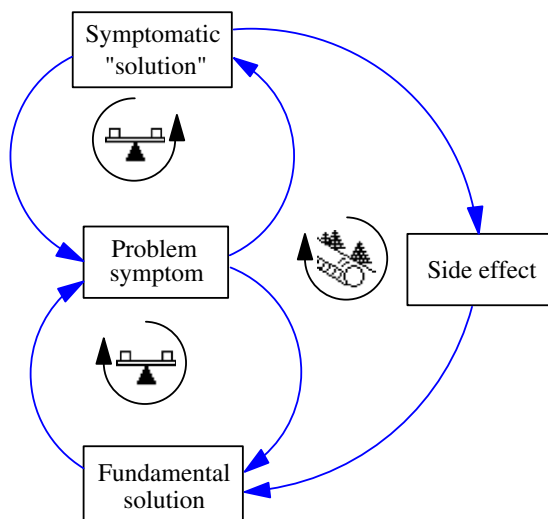 Symptomatic
"solution"
Problem
symptom
Side effect
Fundamental
solution